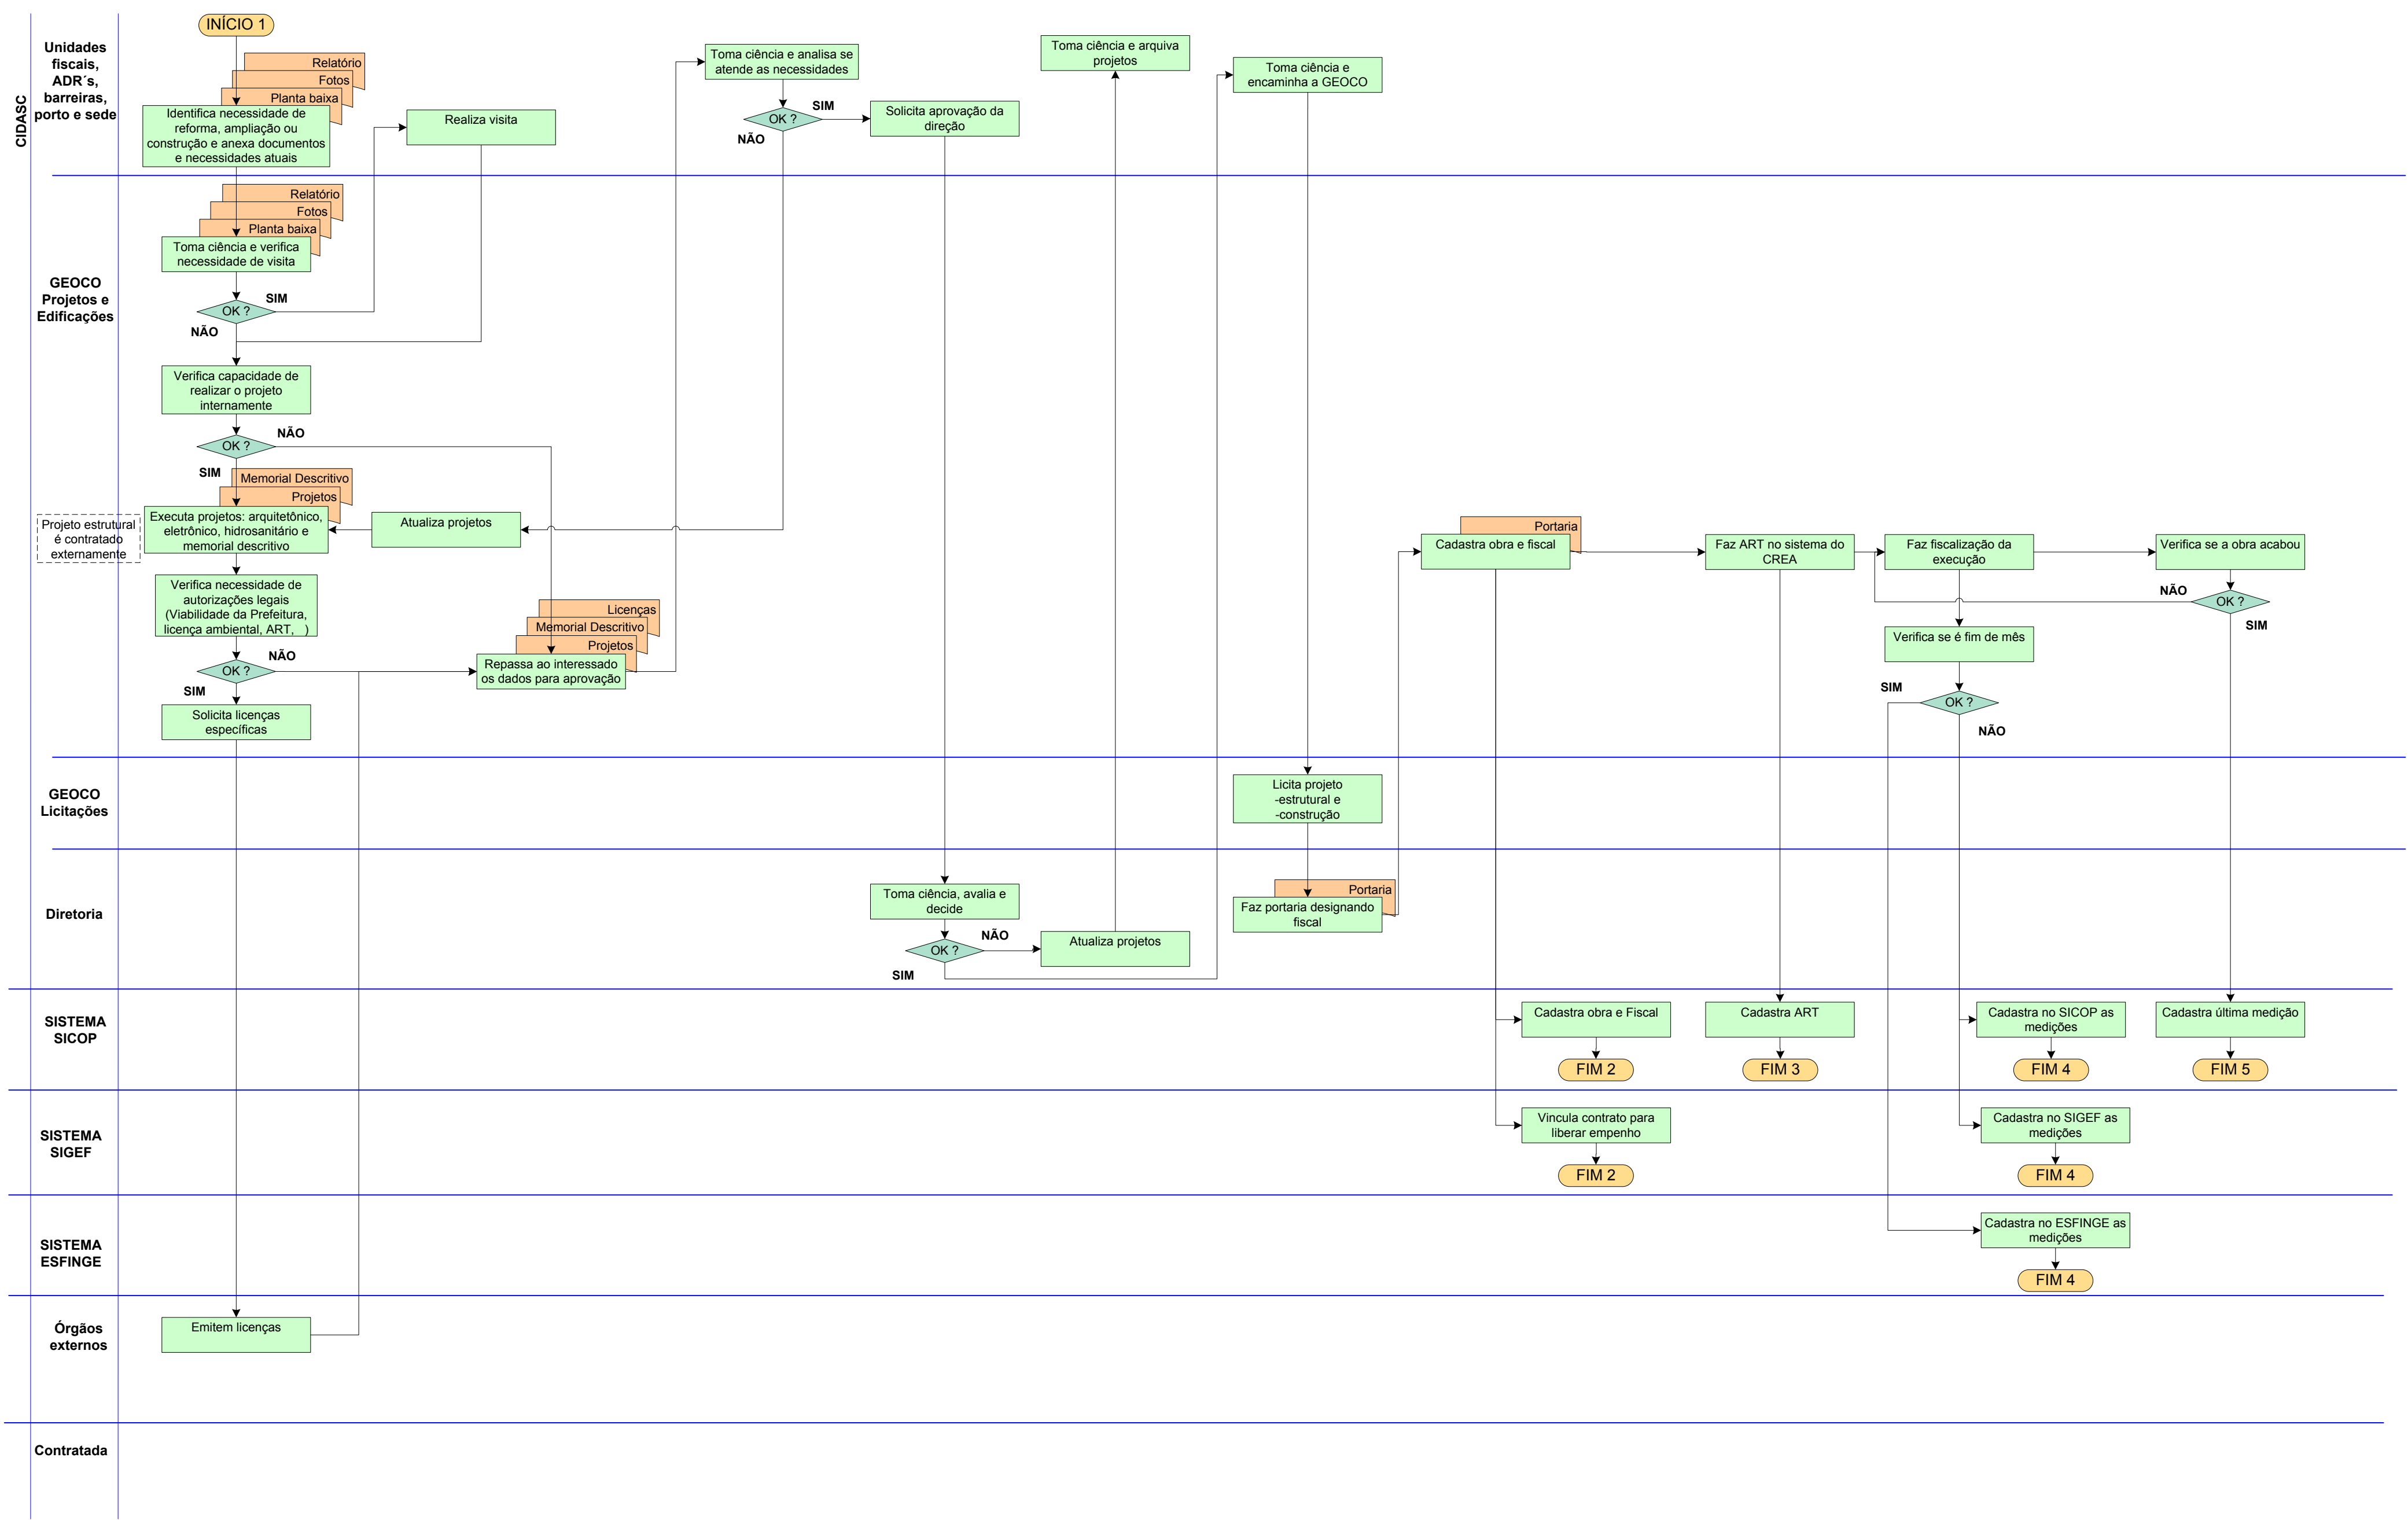 CIDASC
Unidades
fiscais,
ADR´s,
barreiras,
porto e sede
INÍCIO 1
Relatório
Fotos
Planta baixa
Identifica necessidade de
reforma, ampliação ou
construção e anexa documentos
e necessidades atuais
Realiza visita
Toma ciência e analisa se
atende as necessidades
OK ?
SIM
NÃO
Solicita aprovação da
direção
Toma ciência e arquiva
projetos
Toma ciência e
encaminha a GEOCO
GEOCO
Projetos e
Edificações
Relatório
Fotos
Planta baixa
Toma ciência e verifica
necessidade de visita
OK ?
SIM
NÃO
Verifica capacidade de
realizar o projeto
internamente
OK ?
NÃO
SIM
Memorial Descritivo
Projetos
Projeto estrutural
é contratado
externamente
Executa projetos: arquitetônico,
eletrônico, hidrosanitário e
memorial descritivo
Atualiza projetos
Verifica necessidade de
autorizações legais
(Viabilidade da Prefeitura,
licença ambiental, ART, )
OK ?
NÃO
SIM
Solicita licenças
específicas
Licenças
Memorial Descritivo
Projetos
Repassa ao interessado
os dados para aprovação
Portaria
Cadastra obra e fiscal
Faz ART no sistema do
CREA
Faz fiscalização da
execução
Verifica se a obra acabou
NÃO
OK ?
SIM
Verifica se é fim de mês
SIM
OK ?
NÃO
GEOCO
Licitações
Licita projeto
-estrutural e
-construção
Diretoria
Toma ciência, avalia e
decide
OK ?
NÃO
SIM
Atualiza projetos
Portaria
Faz portaria designando
fiscal
SISTEMA
SICOP
Cadastra obra e Fiscal
FIM 2
Cadastra ART
FIM 3
Cadastra no SICOP as
medições
FIM 4
Cadastra última medição
FIM 5
SISTEMA
SIGEF
Vincula contrato para
liberar empenho
FIM 2
Cadastra no SIGEF as
medições
FIM 4
SISTEMA
ESFINGE
Cadastra no ESFINGE as
medições
FIM 4
Órgãos
externos
Emitem licenças
Contratada